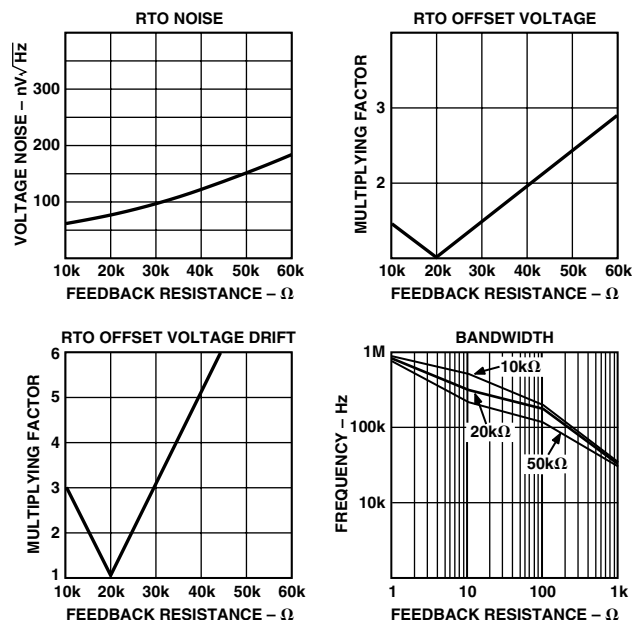 RTO NOISE
VOLTAGE NOISE – nV√Hz
300
200
100
10k 20k 30k 40k 50k 60k
FEEDBACK RESISTANCE – Ω
RTO OFFSET VOLTAGE
MULTIPLYING FACTOR
3
2
10k 20k 30k 40k 50k 60k
FEEDBACK RESISTANCE – Ω
RTO OFFSET VOLTAGE DRIFT
MULTIPLYING FACTOR
6
5
4
3
2
1
10k 20k 30k 40k 50k 60k
FEEDBACK RESISTANCE – Ω
BANDWIDTH
FREQUENCY – Hz
1M
100k
10k
10kΩ
20kΩ
50kΩ
1 10 100 1k
FEEDBACK RESISTANCE – Ω